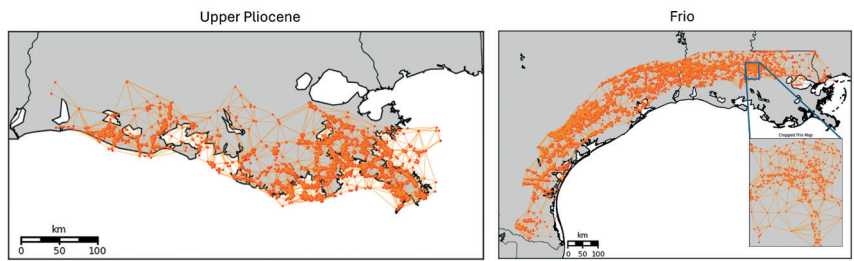 Upper Pliocene
Frio
Cropped Frio Map
km
0 50 100
km
0 50 100